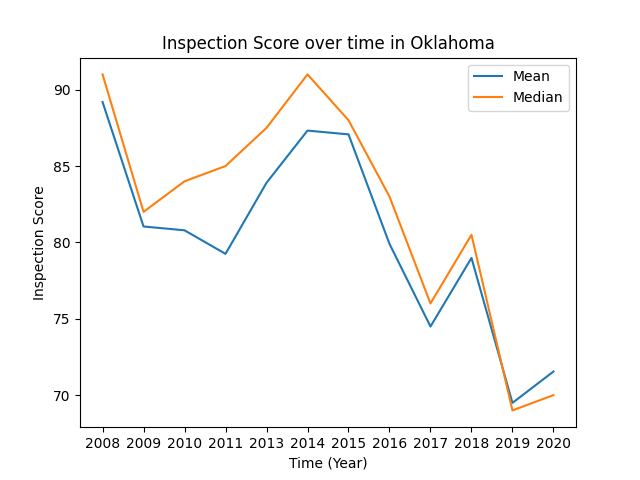 Inspection Score over time in Oklahoma
Mean
Median
90
85
80
75
70
Inspection Score
2008 2009 2010 2011 2013 2014 2015 2016 2017 2018 2019 2020
Time (Year)